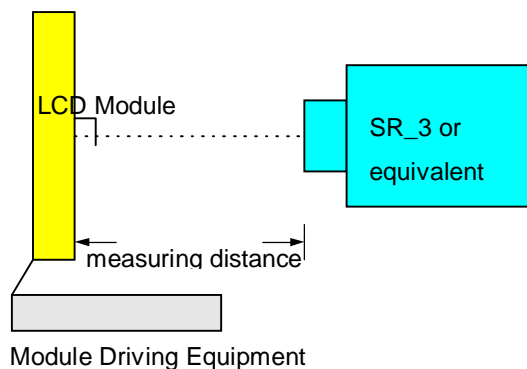 LCD Module
SR_3 or
equivalent
measuring distance
Module Driving Equipment